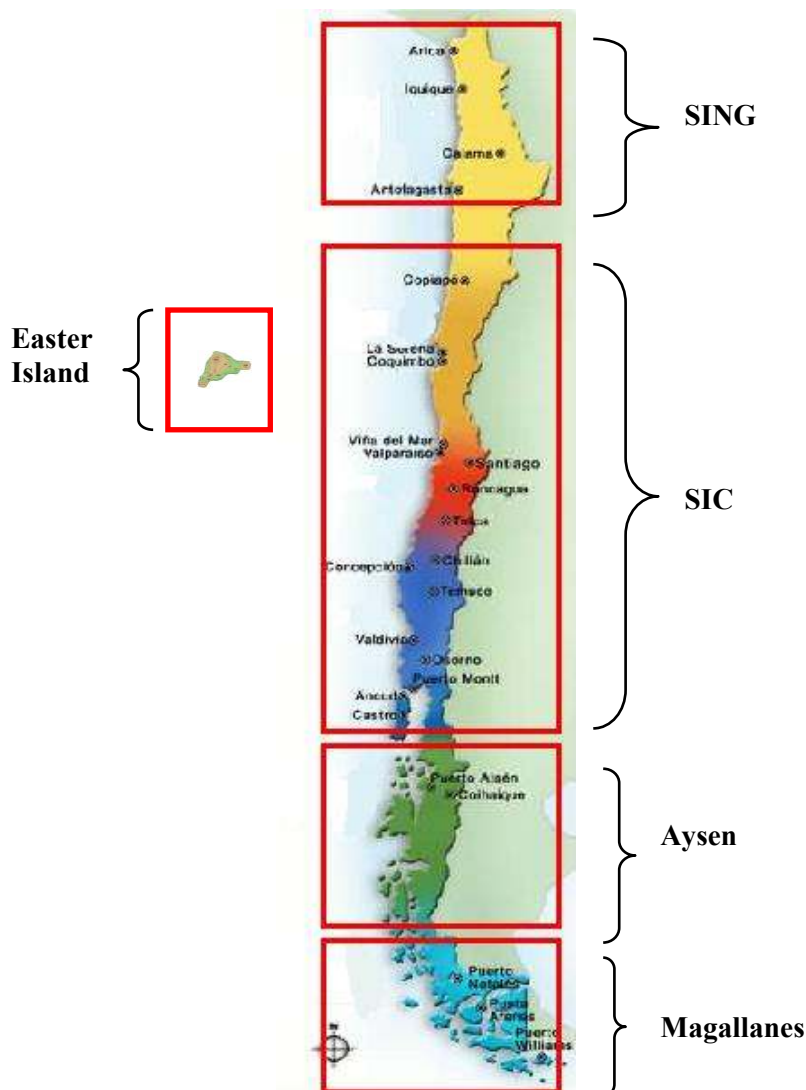 Arica
Iquique
SING
Calama
Antofagasta
Copiapó
Easter
Island
La Serena
Coquimbo
Viña del Mar
Valparaíso
Santiago
Rancagua
SIC
Talca
Chillán
Concepción
Temuco
Valdivia
Osorno
Puerto Montt
Ancud
Castro
Puerto Aisén
Coihaique
Aysen
Puerto
Natales
Punta
Arenas
Puerto
Williams
Magallanes
N